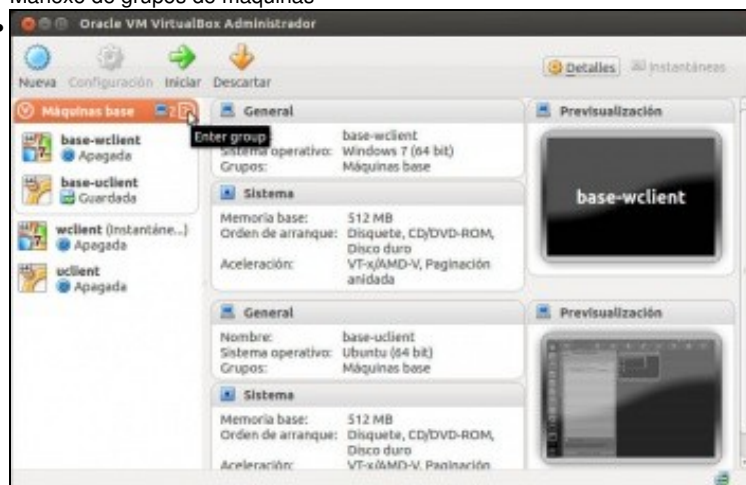 Manexo de grupos de máquinas
Oracle VM VirtualBox Administrador
Nueva Configuración Iniciar Descartar
Detalles Instantáneas
Máquinas base 2
Enter group
base-wclient
Apagada
base-uclient
Guardada
wclient (Instantáne...)
Apagada
uclient
Apagada
General
base-wclient
Sistema operativo: Windows 7 (64 bit)
Grupos: Máquinas base
Sistema
Memoria base: 512 MB
Orden de arranque: Disquete, CD/DVD-ROM,
Disco duro
Aceleración: VT-x/AMD-V, Paginación
anidada
Previsualización
base-wclient
General
Nombre: base-uclient
Sistema operativo: Ubuntu (64 bit)
Grupos: Máquinas base
Sistema
Memoria base: 512 MB
Orden de arranque: Disquete, CD/DVD-ROM,
Disco duro
Aceleración: VT-x/AMD-V, Paginación
Previsualización